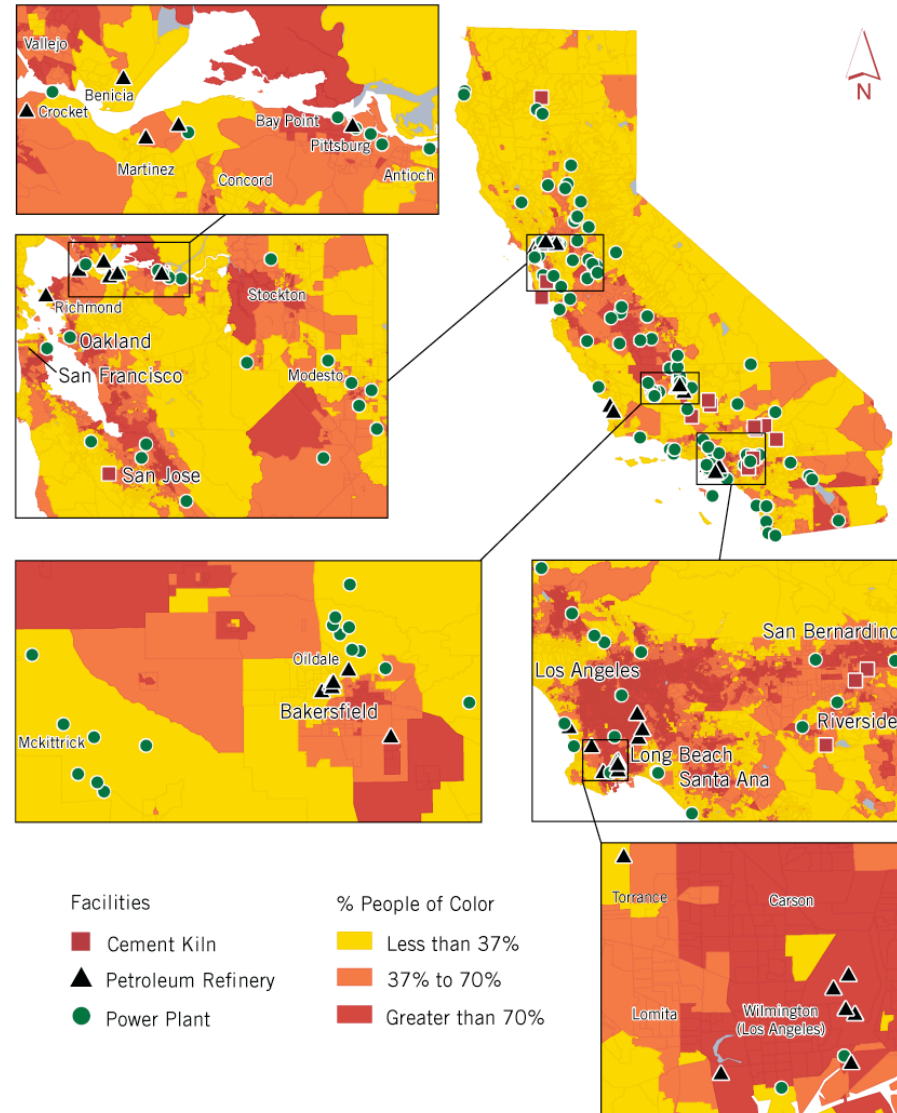 Vallejo
Benicia
Crocket
Bay Point
Pittsburg
Martinez
Concord
Antioch
N
Richmond
Stockton
Oakland
San Francisco
Modesto
San Jose
Oildale
Bakersfield
Mckittrick
San Bernardino
Los Angeles
Riverside
Long Beach
Santa Ana
Torrance
Carson
Lomita
Wilmington
(Los Angeles)
Facilities
Cement Kiln
Petroleum Refinery
Power Plant
% People of Color
Less than 37%
37% to 70%
Greater than 70%